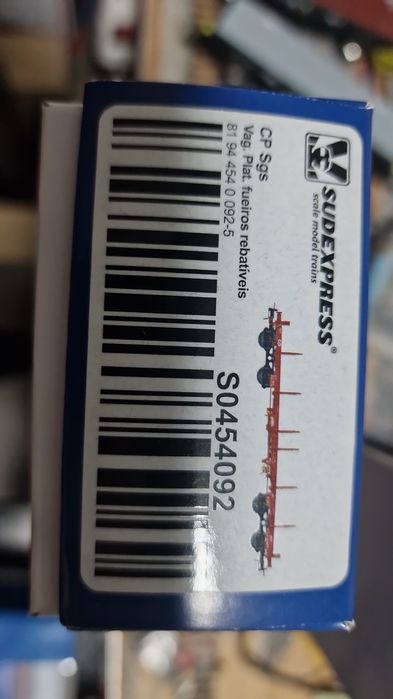 SUDEXPRESS®
scale model trains
CP Sgs
Vag. Plat. fueiros rebatíveis
81 94 454 0 092-5
S0454092